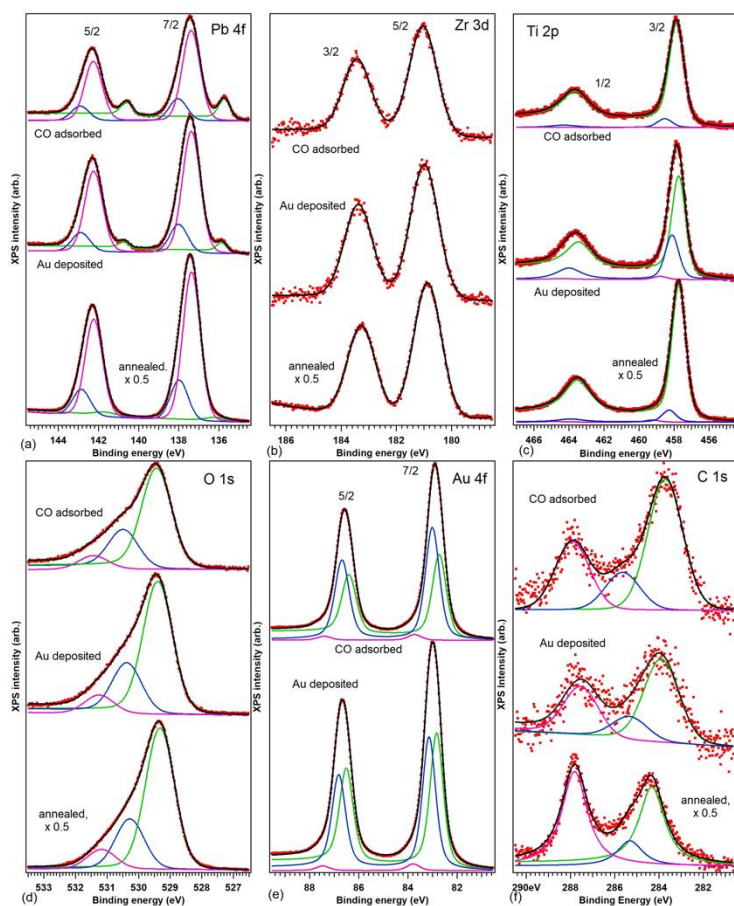 Pb 4f
7/2
5/2
CO adsorbed
Au deposited
annealed,
x 0.5
XPS intensity (arb.)
144 142 140 138 136
Binding energy (eV)
(a)
Zr 3d
5/2
3/2
CO adsorbed
Au deposited
annealed
x 0.5
XPS intensity (arb.)
186 184 182 180
Binding energy (eV)
(b)
Ti 2p
3/2
1/2
CO adsorbed
Au deposited
annealed
x 0.5
XPS intensity (arb.)
466 464 462 460 458 456 454
Binding energy (eV)
(c)
O 1s
CO adsorbed
Au deposited
annealed,
x 0.5
XPS intensity (arb.)
533 532 531 530 529 528 527
Binding energy (eV)
(d)
Au 4f
7/2
5/2
CO adsorbed
Au deposited
XPS intensity (arb.)
88 86 84 82
Binding energy (eV)
(e)
C 1s
CO adsorbed
Au deposited
annealed,
x 0.5
XPS Intensity (arb.)
290eV 288 286 284 282
Binding Energy (eV)
(f)